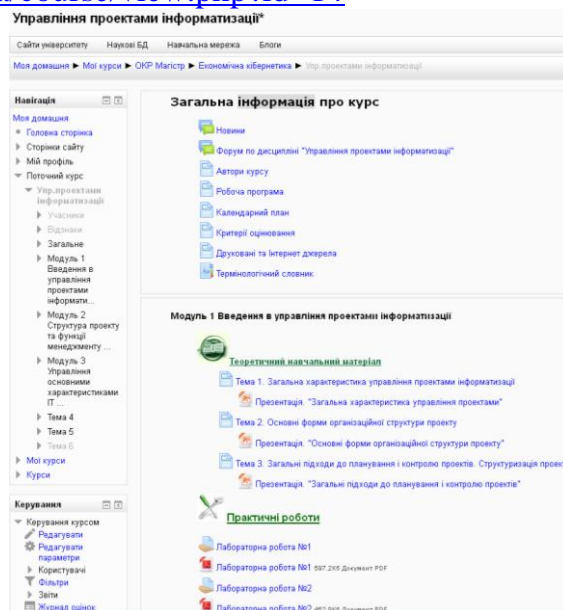 Управління проектами інформатизації*
Сайти університету Наукові БД Навчальна мережа Блоги
Моя домашня ► Мої курси ► ОКР Магістр ► Економічна кібернетика ► Упр.проектами інформатизації
Навігація
Моя домашня
Головна сторінка
Сторінки сайту
Мій профіль
Поточний курс
Упр.проектами
інформатизації
Учасники
Відзнаки
Загальне
Модуль 1
Введення в
управління
проектами
інформати...
Модуль 2
Структура проекту
та функції
менеджменту ...
Модуль 3
Управління
основними
характеристиками
ІТ ...
Тема 4
Тема 5
Тема 6
Мої курси
Курси
Керування
Керування курсом
Редагувати
Редагувати
параметри
Користувачі
Фільтри
Звіти
Журнал оцінок
Загальна інформація про курс
Новини
Форум по дисципліні "Управління проектами інформатизації"
Автори курсу
Робоча програма
Календарний план
Критерії оцінювання
Друковані та Інтернет джерела
Термінологічний словник
Модуль 1 Введення в управління проектами інформатизації
Теоретичний навчальний матеріал
Тема 1. Загальна характеристика управління проектами інформатизації
Презентація. "Загальна характеристика управління проектами"
Тема 2. Основні форми організаційної структури проекту
Презентація. "Основні форми організаційної структури проекту"
Тема 3. Загальні підходи до планування і контролю проектів. Структуризація проек
Презентація. "Загальні підходи до планування і контролю проектів"
Практичні роботи
Лабораторна робота №1
Лабораторна робота №1 597.2Кб Документ PDF
Лабораторна робота №2
Лабораторна робота №2